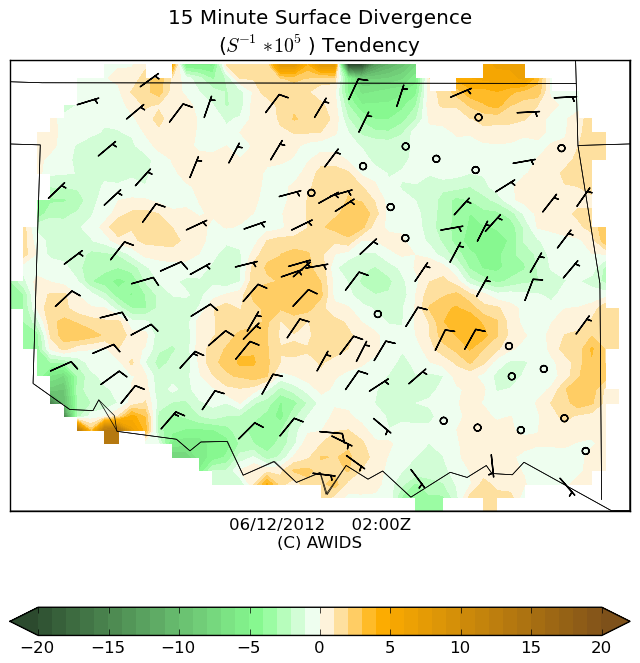 15 Minute Surface Divergence
(S⁻¹ * 10⁵ ) Tendency
06/12/2012 02:00Z
(C) AWIDS
−20 −15 −10 −5 0 5 10 15 20